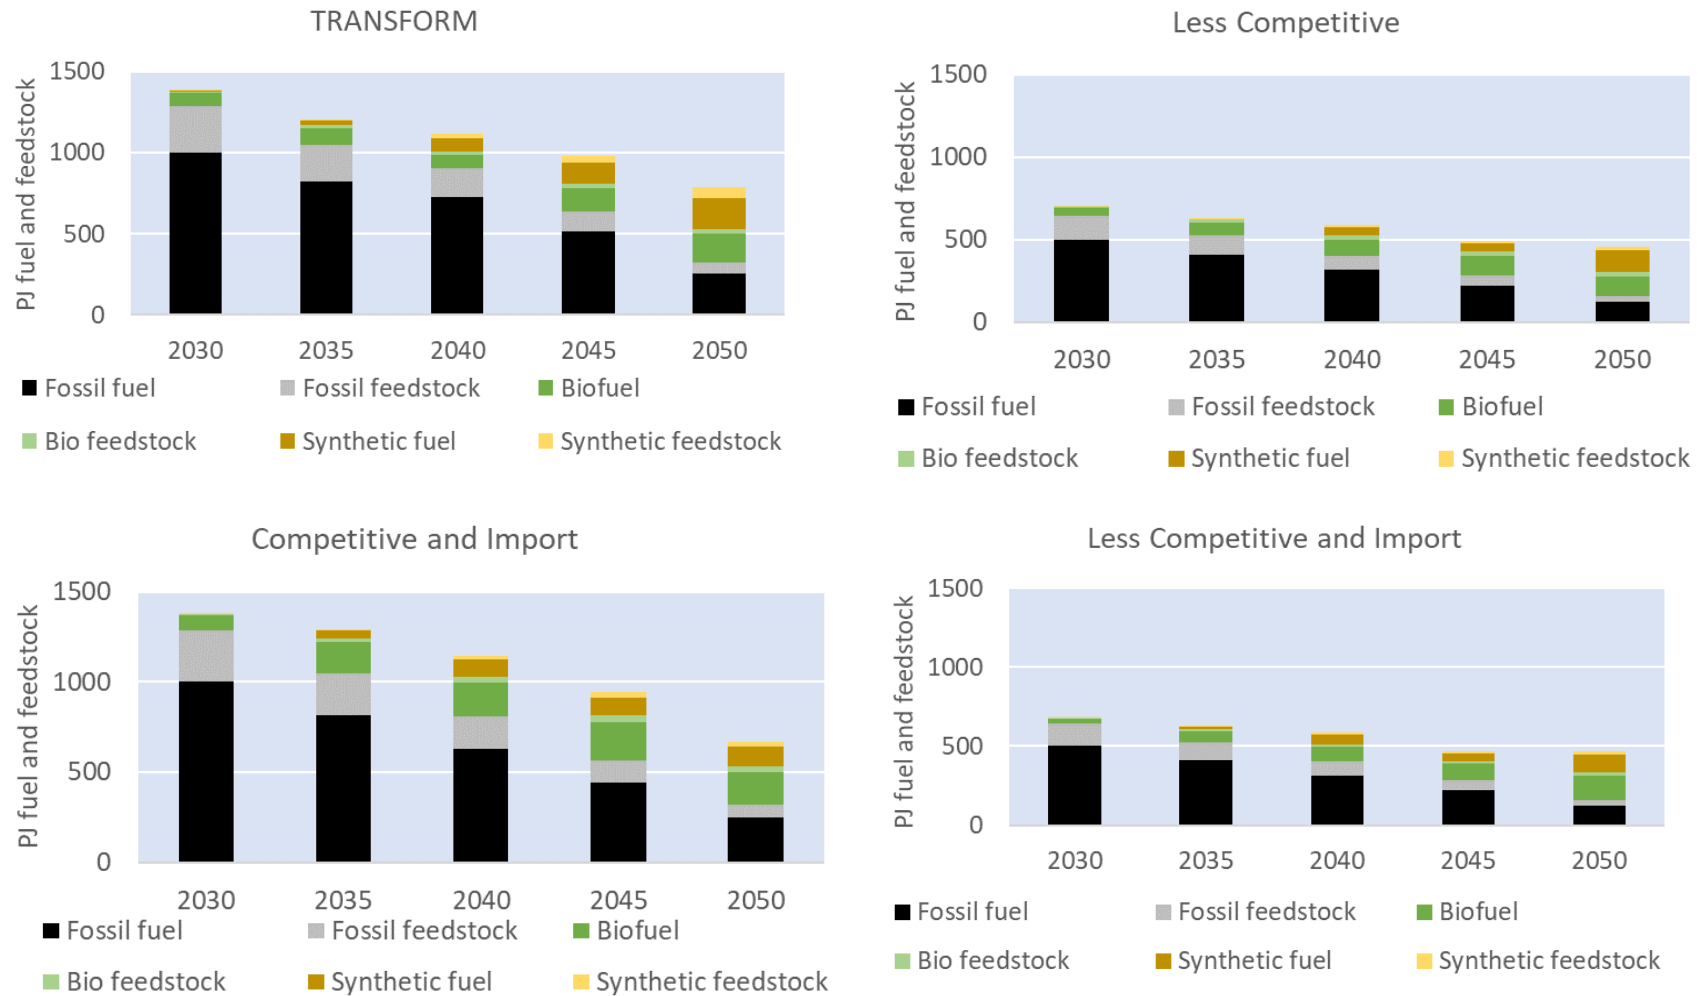 TRANSFORM
PJ fuel and feedstock
1500
1000
500
0
2030 2035 2040 2045 2050
Fossil fuel Fossil feedstock Biofuel
Bio feedstock Synthetic fuel Synthetic feedstock
Less Competitive
PJ fuel and feedstock
1500
1000
500
0
2030 2035 2040 2045 2050
Fossil fuel Fossil feedstock Biofuel
Bio feedstock Synthetic fuel Synthetic feedstock
Competitive and Import
PJ fuel and feedstock
1500
1000
500
0
2030 2035 2040 2045 2050
Fossil fuel Fossil feedstock Biofuel
Bio feedstock Synthetic fuel Synthetic feedstock
Less Competitive and Import
PJ fuel and feedstock
1500
1000
500
0
2030 2035 2040 2045 2050
Fossil fuel Fossil feedstock Biofuel
Bio feedstock Synthetic fuel Synthetic feedstock